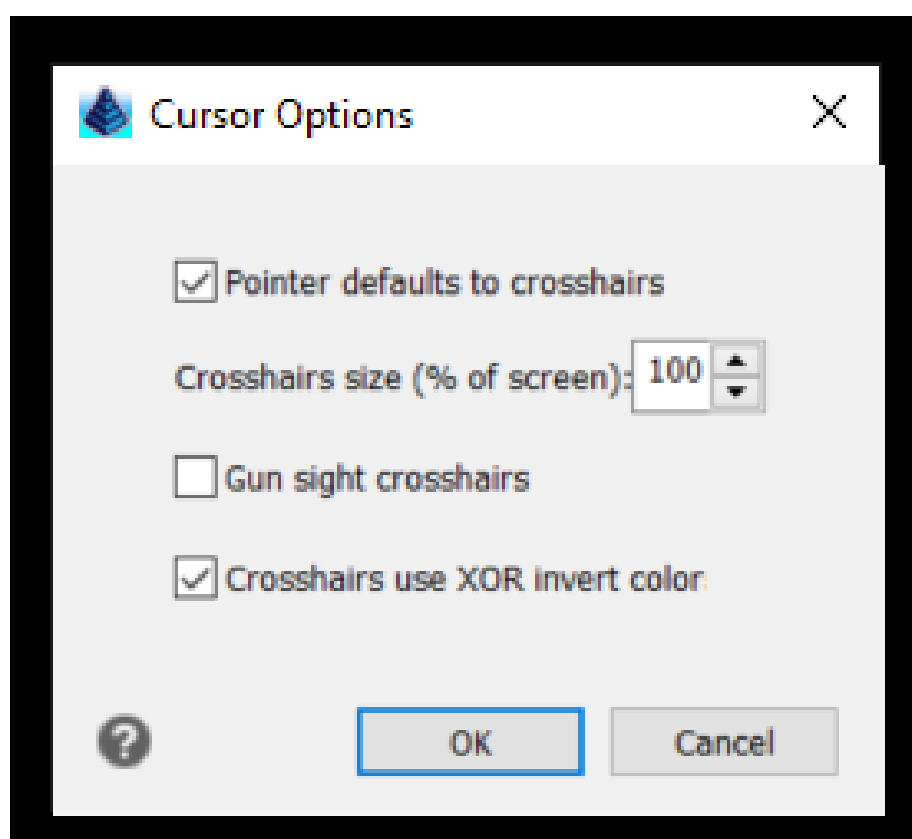 Cursor Options
Pointer defaults to crosshairs
Crosshairs size (% of screen): 100
Gun sight crosshairs
Crosshairs use XOR invert color
?
OK Cancel